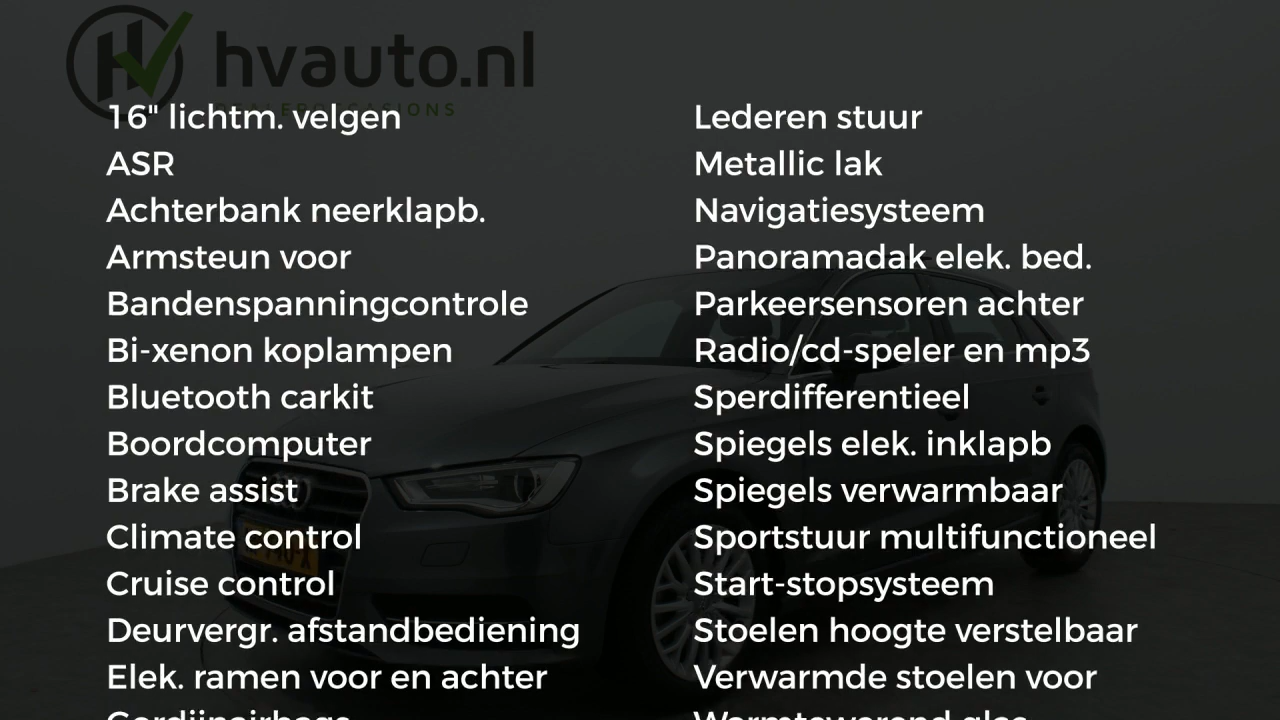 hvauto.nl
16" lichtm. velgen
ASR
Achterbank neerklapb.
Armsteun voor
Bandenspanningcontrole
Bi-xenon koplampen
Bluetooth carkit
Boordcomputer
Brake assist
Climate control
Cruise control
Deurvergr. afstandbediening
Elek. ramen voor en achter
Gordijnairbags
Lederen stuur
Metallic lak
Navigatiesysteem
Panoramadak elek. bed.
Parkeersensoren achter
Radio/cd-speler en mp3
Sperdifferentieel
Spiegels elek. inklapb
Spiegels verwarmbaar
Sportstuur multifunctioneel
Start-stopsysteem
Stoelen hoogte verstelbaar
Verwarmde stoelen voor
Warmtewerend glas